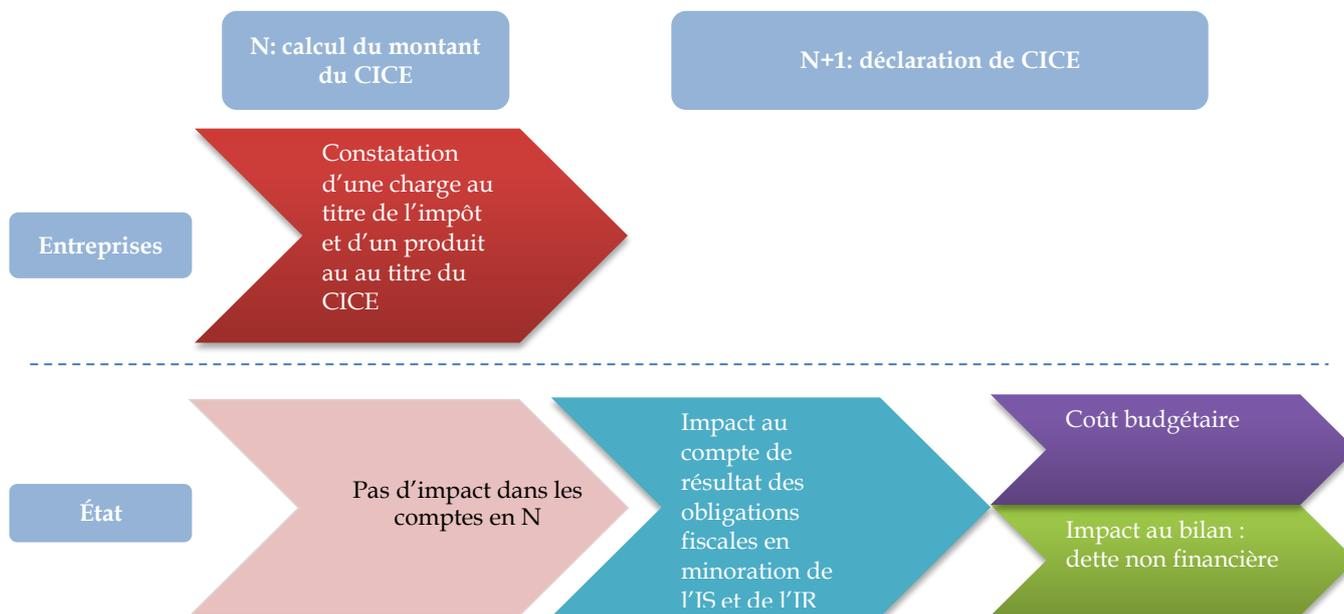 N: calcul du montant
du CICE
N+1: déclaration de CICE
Entreprises
Constatation
d'une charge au
titre de l'impôt
et d'un produit
au au titre du
CICE
État
Pas d'impact dans les
comptes en N
Impact au
compte de
résultat des
obligations
fiscales en
minoration de
l'IS et de l'IR
Coût budgétaire
Impact au bilan :
dette non financière